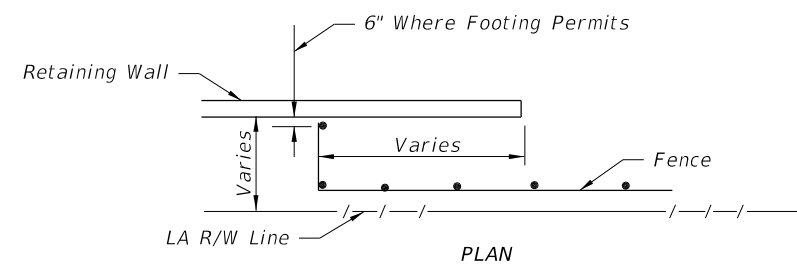 6" Where Footing Permits
Retaining Wall
Varies
Varies
Fence
LA R/W Line
PLAN